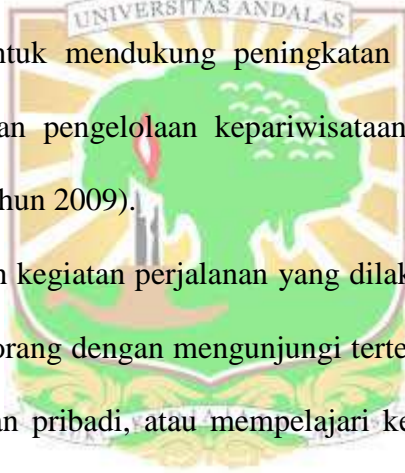 UNIVERSITAS ANDALAS
ntuk mendukung peningkatan
an pengelolaan kepariwisataan
hun 2009).
n kegiatan perjalanan yang dilak
orang dengan mengunjungi terte
an pribadi, atau mempelajari ke